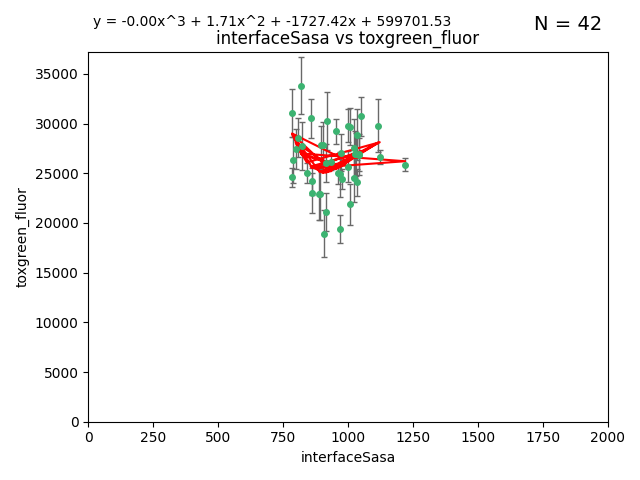 y = -0.00x^3 + 1.71x^2 + -1727.42x + 599701.53
N = 42
interfaceSasa vs toxgreen_fluor
35000
30000
25000
20000
15000
10000
5000
0
toxgreen_fluor
0 250 500 750 1000 1250 1500 1750 2000
interfaceSasa